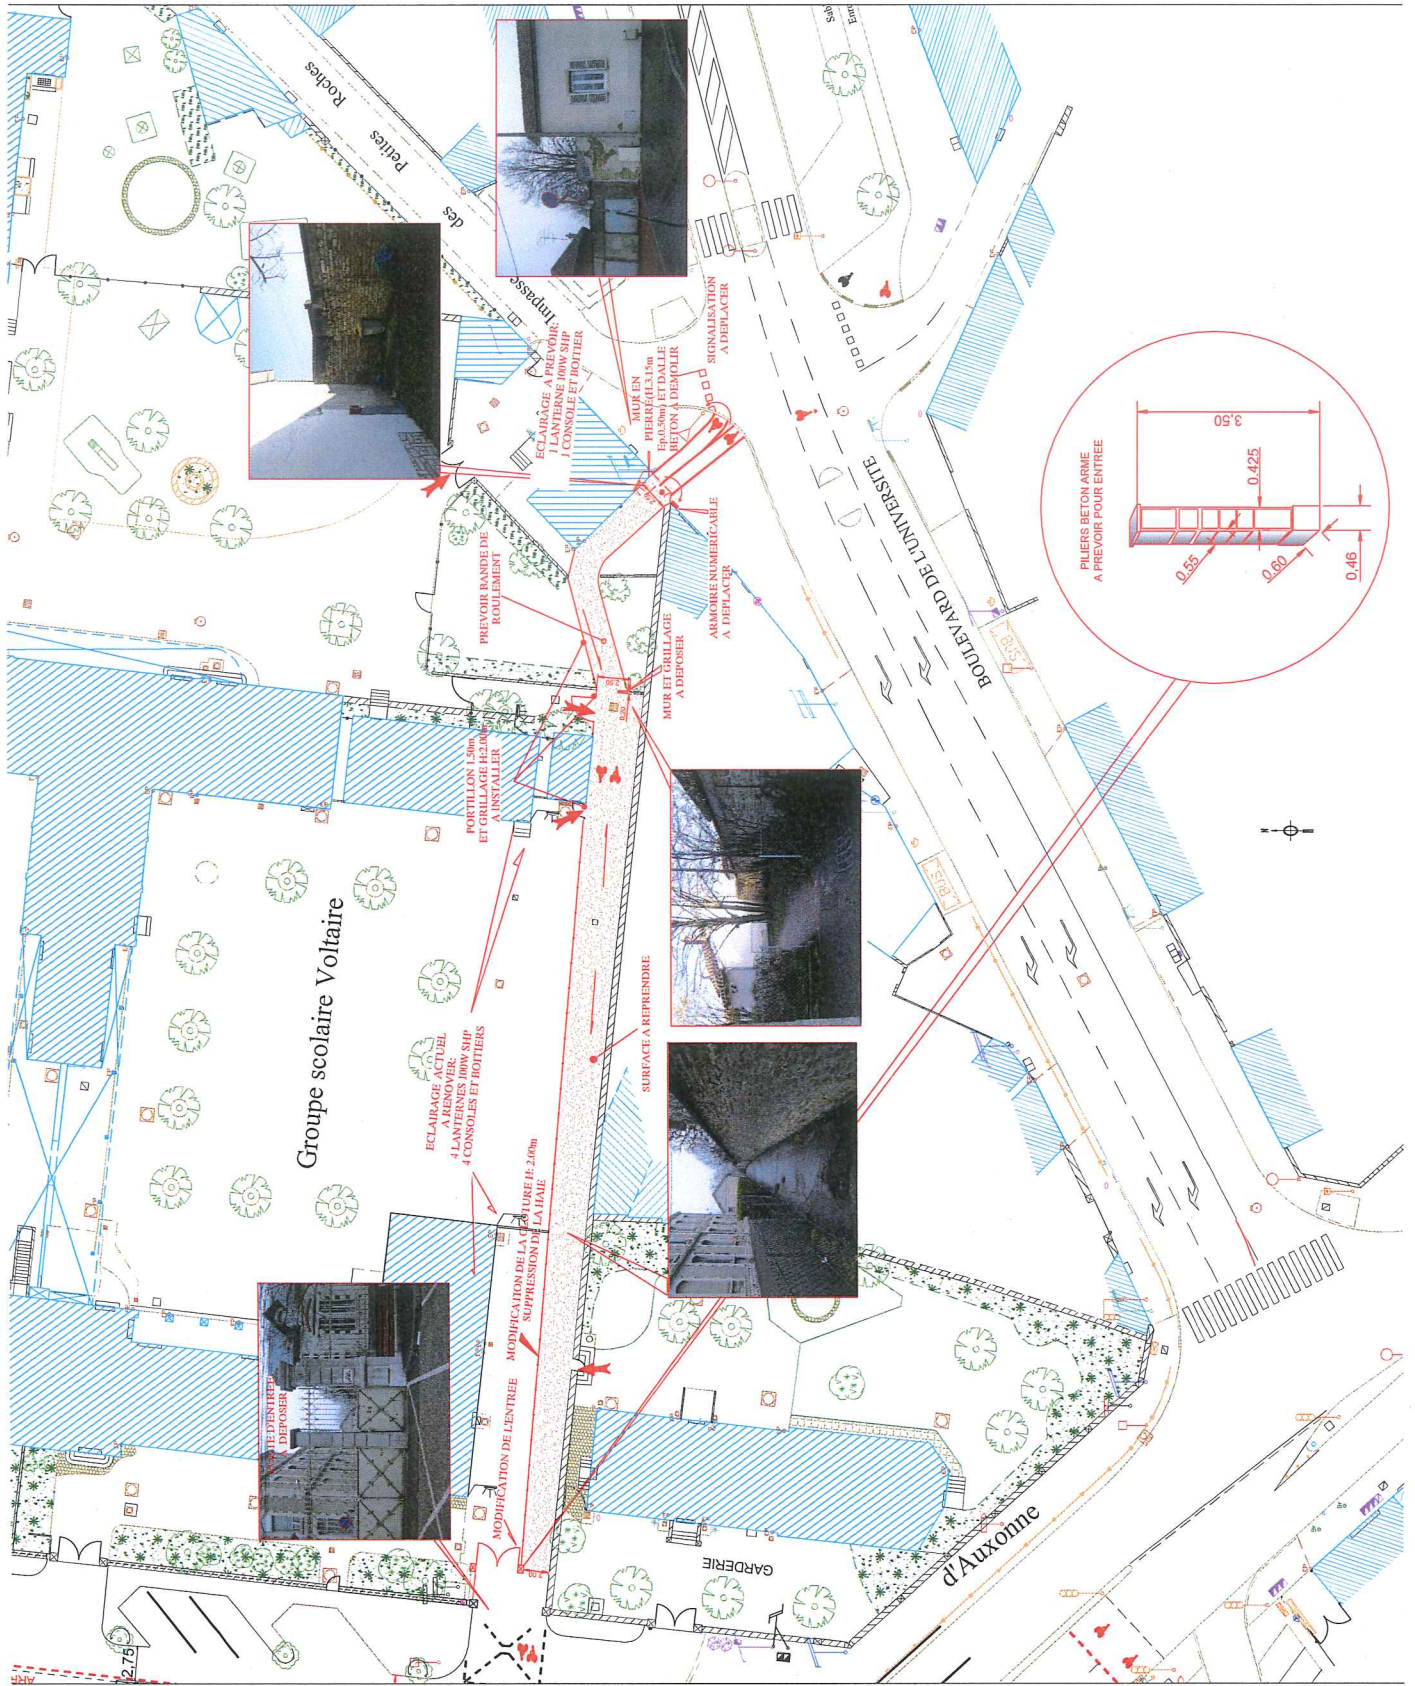 Groupe scolaire Voltaire
Impasse
des
Petites
Roches
BOULEVARD DE L'UNIVERSITE
d'Auxonne
GARDERIE
ECLAIRAGE A PREVOIR:
1 LANTERNE 100W SHP
1 CONSOLE ET BOITIER
MUR EN
PIERRE(H.3.15m
Ep.0.50m) ET DALLE
BETON A DEMOLIR
SIGNALISATION
A DEPLACER
ARMOIRE NUMERICABLE
A DEPLACER
PREVOIR BANDE DE
ROULEMENT
MUR ET GRILLAGE
A DEPOSER
PORTILLON 1.50m
ET GRILLAGE H:2.00m
A INSTALLER
2.50
ECLAIRAGE ACTUEL
A RENOVER:
4 LANTERNES 100W SHP
4 CONSOLES ET BOITIERS
SURFACE A REPRENDRE
MODIFICATION DE LA CLOTURE H: 2.00m
SUPPRESSION DE LA HAIE
MODIFICATION DE L'ENTREE
D'ENTREE
A DEPOSER
PILIERS BETON ARME
A PREVOIR POUR ENTREE
3,50
0.425
0.55
0.60
0.46
BUS
BUS
2.75
N